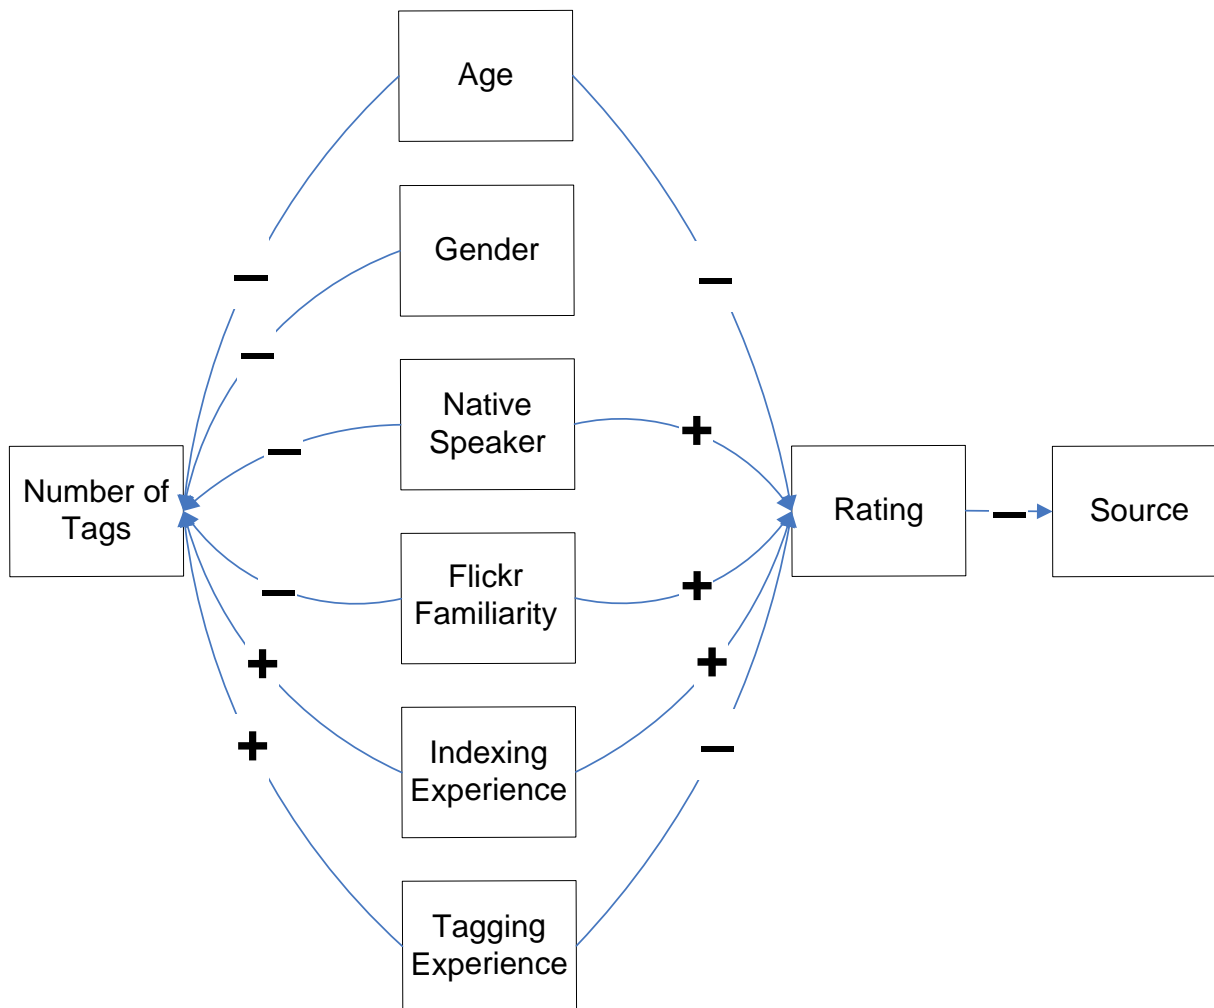 Age
Gender
Native
Speaker
Number of
Tags
Rating
Source
Flickr
Familiarity
Indexing
Experience
Tagging
Experience